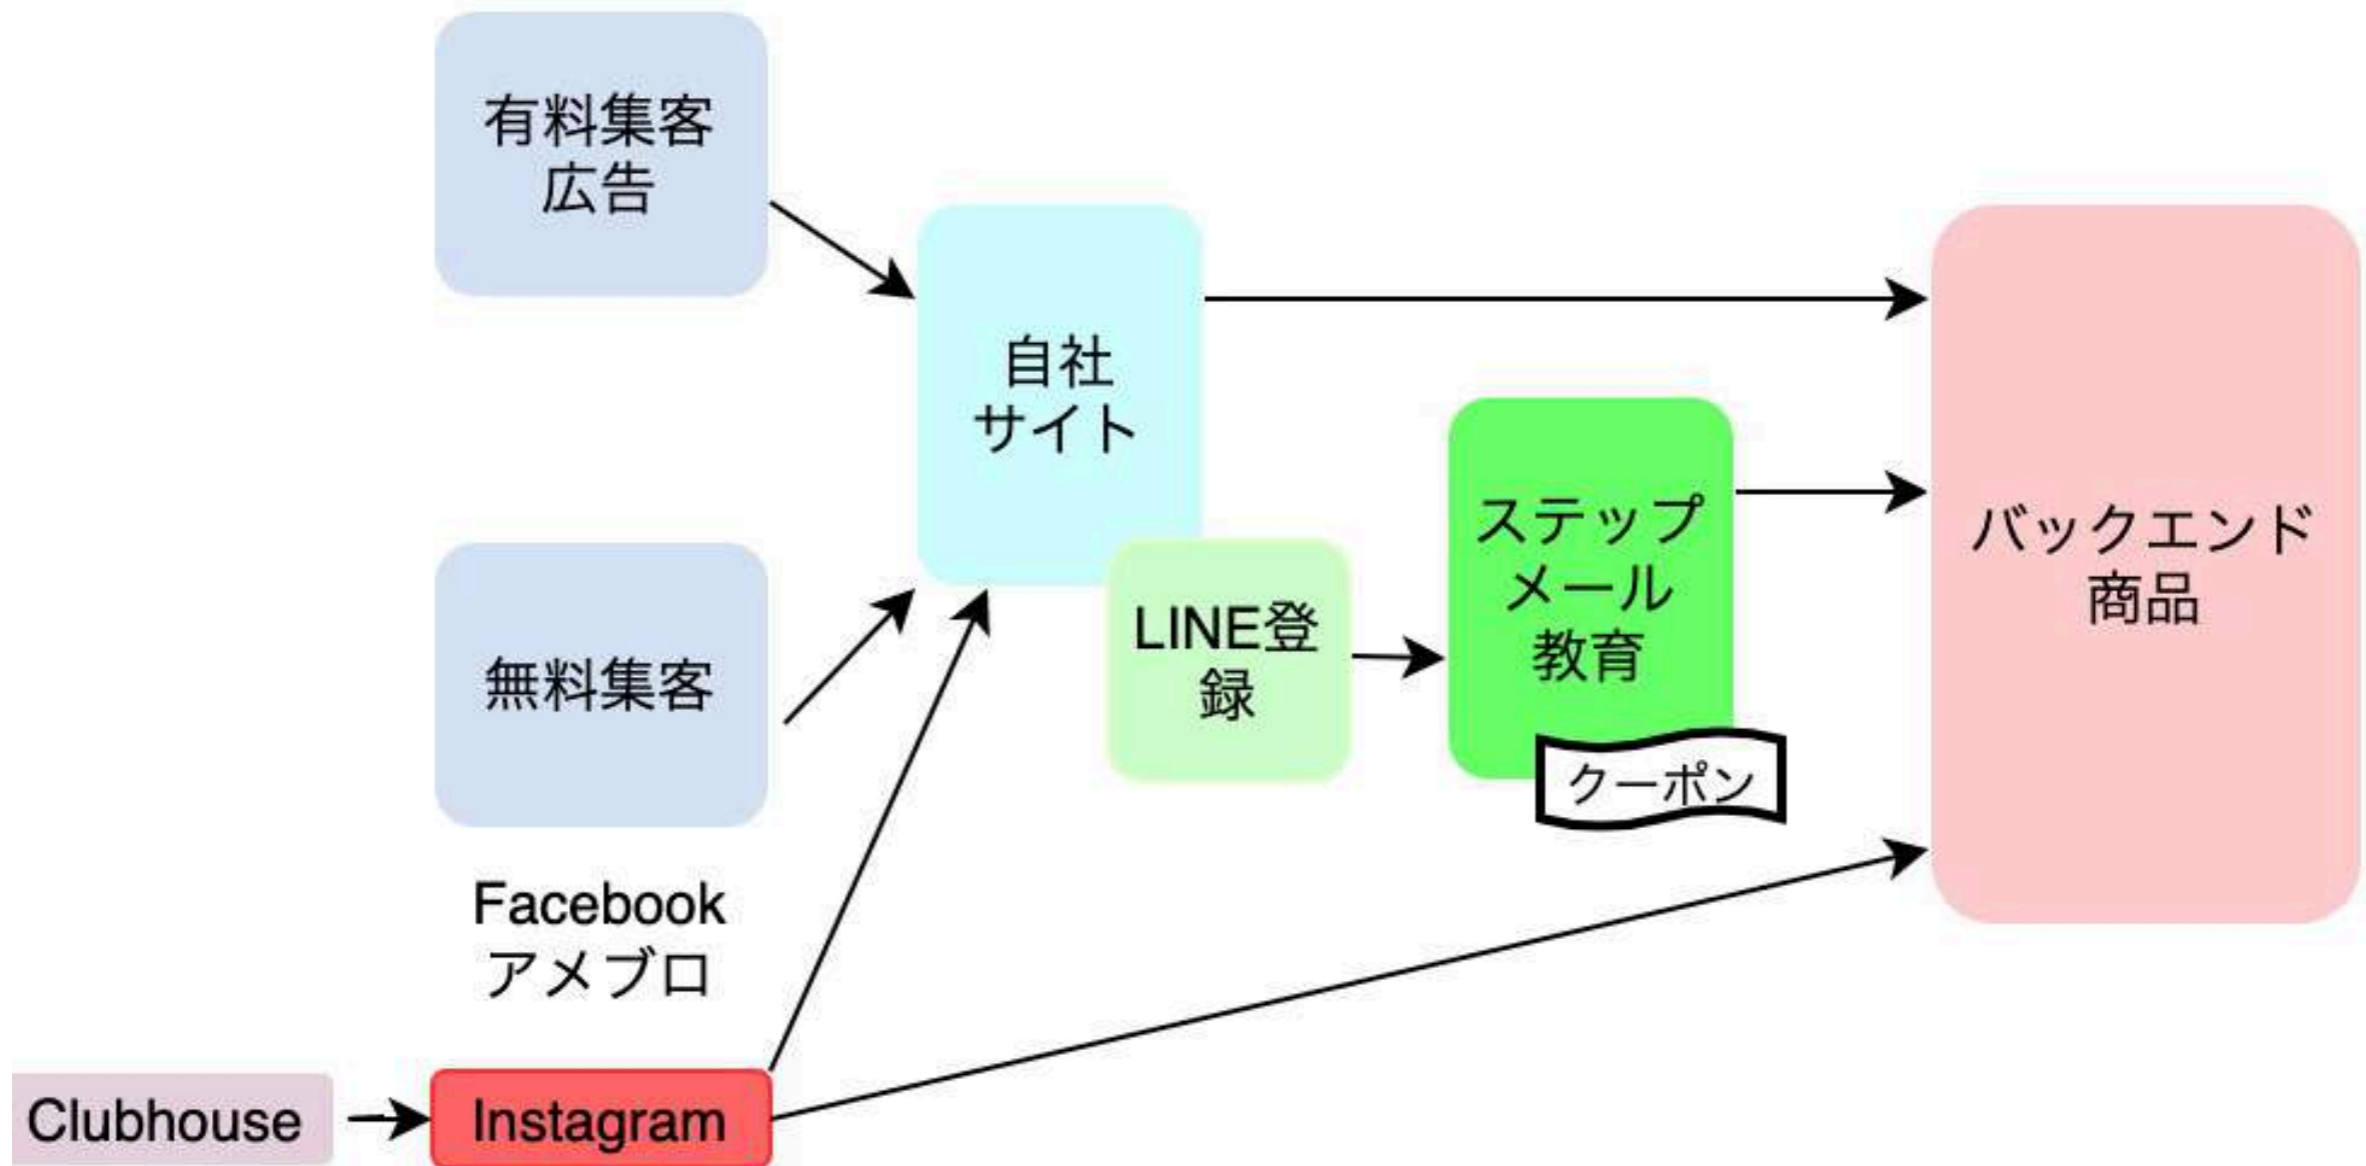 有料集客
広告
自社
サイト
ステップ
メール
教育
バックエンド
商品
無料集客
LINE登
録
クーポン
Facebook
アメブロ
Clubhouse
Instagram